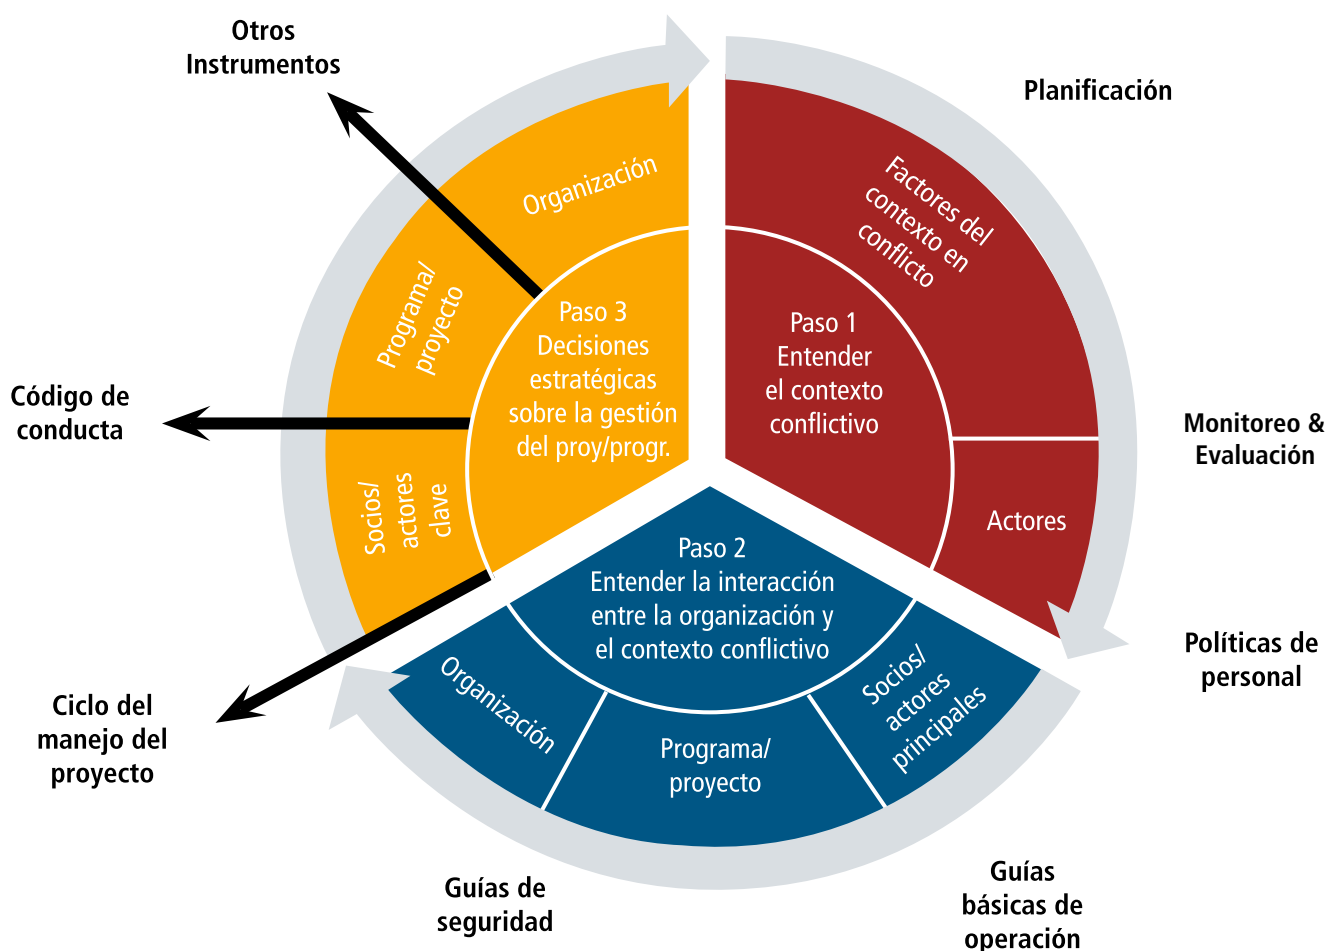 Otros
Instrumentos
Planificación
Organización
Factores del
contexto en
conflicto
Programa/
proyecto
Paso 3
Decisiones
estratégicas
sobre la gestión
del proy/progr.
Paso 1
Entender
el contexto
conflictivo
Código de
conducta
Monitoreo &
Evaluación
Socios/
actores
clave
Actores
Paso 2
Entender la interacción
entre la organización y
el contexto conflictivo
Políticas de
personal
Organización
Programa/
proyecto
Socios/
actores
principales
Ciclo del
manejo del
proyecto
Guías de
seguridad
Guías
básicas de
operación